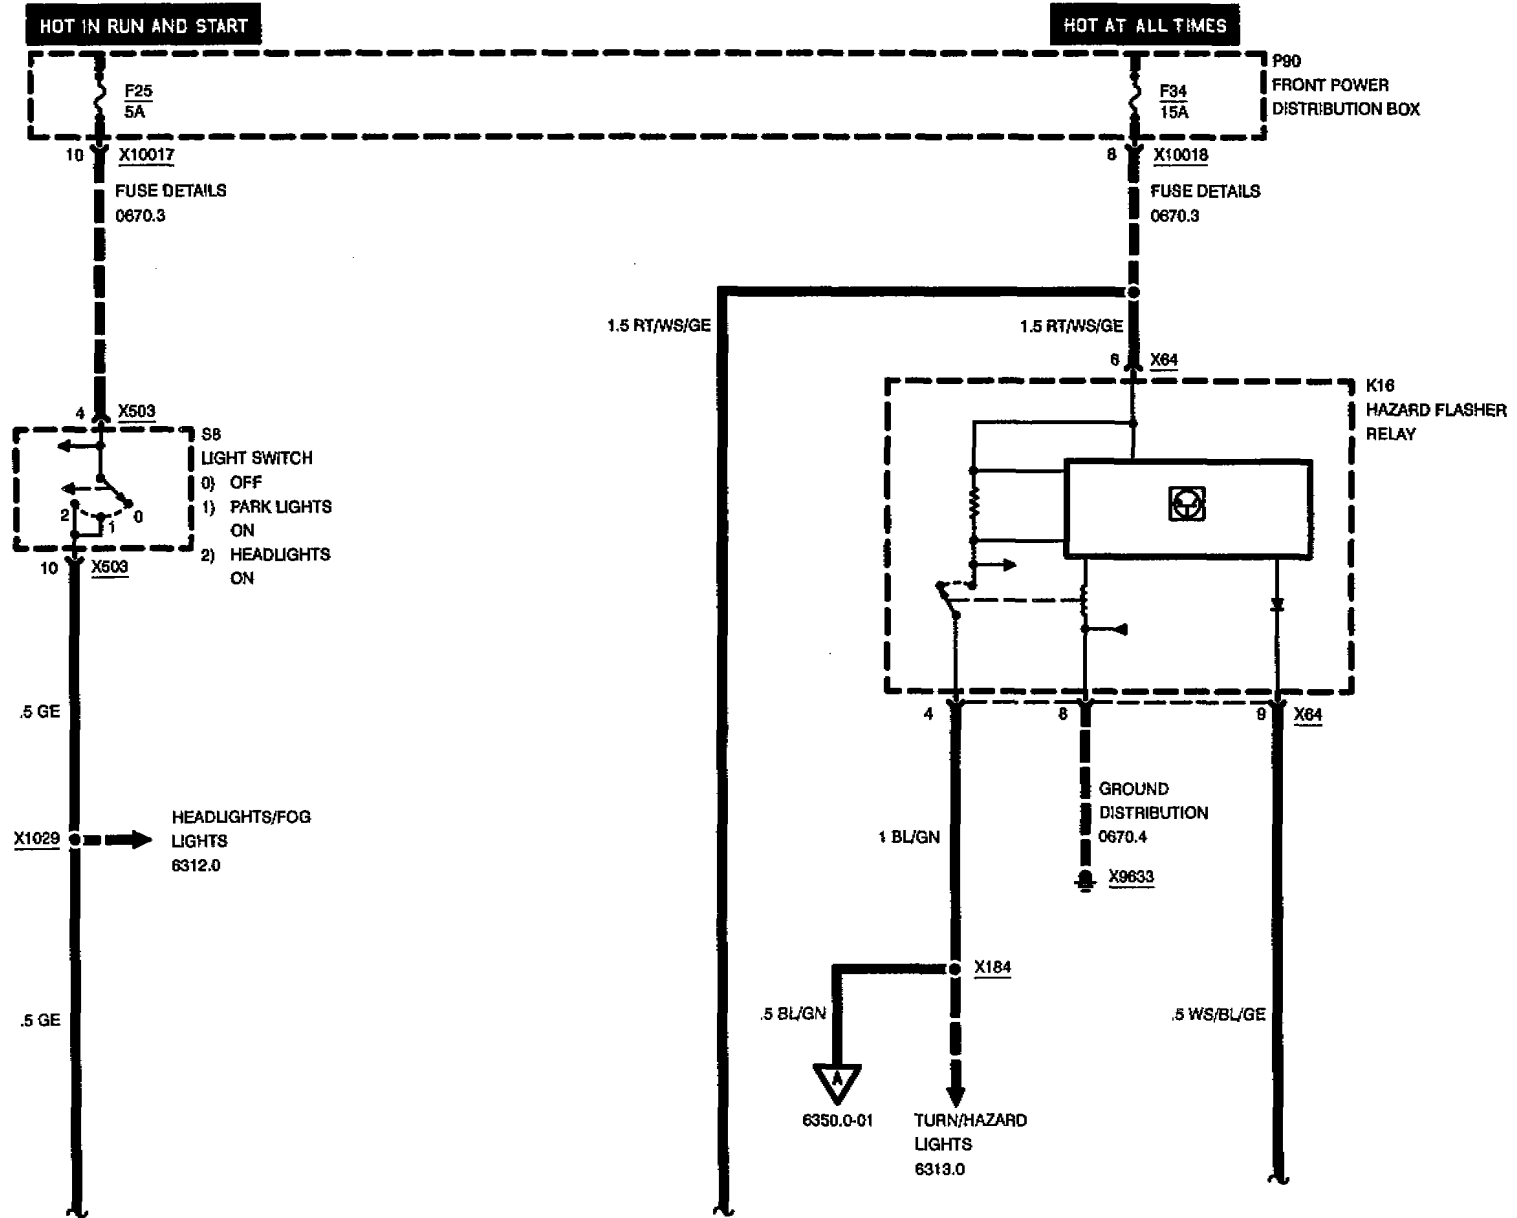 HOT IN RUN AND START
HOT AT ALL TIMES
P90
FRONT POWER
DISTRIBUTION BOX
F25
5A
F34
15A
10
X10017
8
X10018
FUSE DETAILS
0670.3
FUSE DETAILS
0670.3
1.5 RT/WS/GE
1.5 RT/WS/GE
6
X64
K16
HAZARD FLASHER
RELAY
4
X503
S8
LIGHT SWITCH
0) OFF
1) PARK LIGHTS
ON
2) HEADLIGHTS
ON
2
1
0
10
X503
.5 GE
4
8
9
X64
GROUND
DISTRIBUTION
0670.4
X9633
1 BL/GN
X1029
HEADLIGHTS/FOG
LIGHTS
6312.0
X184
.5 GE
.5 BL/GN
.5 WS/BL/GE
A
6350.0-01
TURN/HAZARD
LIGHTS
6313.0